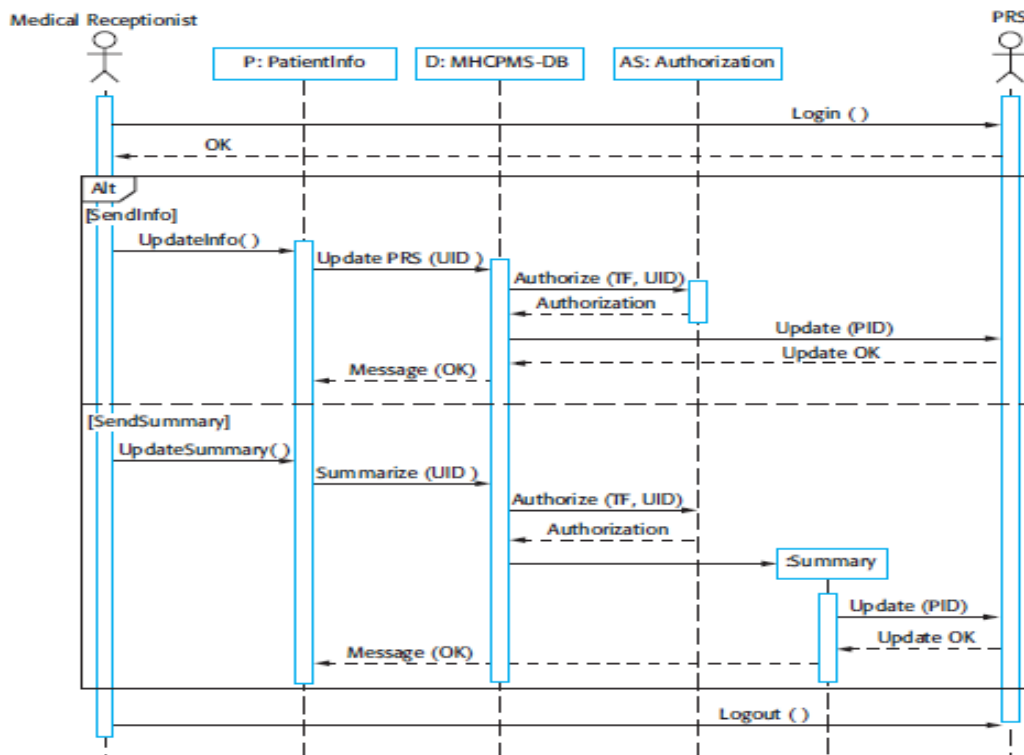 Medical Receptionist
PRS
P: PatientInfo
D: MHCPMS-DB
AS: Authorization
Login ( )
OK
Alt
[SendInfo]
UpdateInfo( )
Update PRS (UID )
Authorize (TF, UID)
Authorization
Update (PID)
Update OK
Message (OK)
[SendSummary]
UpdateSummary( )
Summarize (UID )
Authorize (TF, UID)
Authorization
:Summary
Update (PID)
Update OK
Message (OK)
Logout ( )